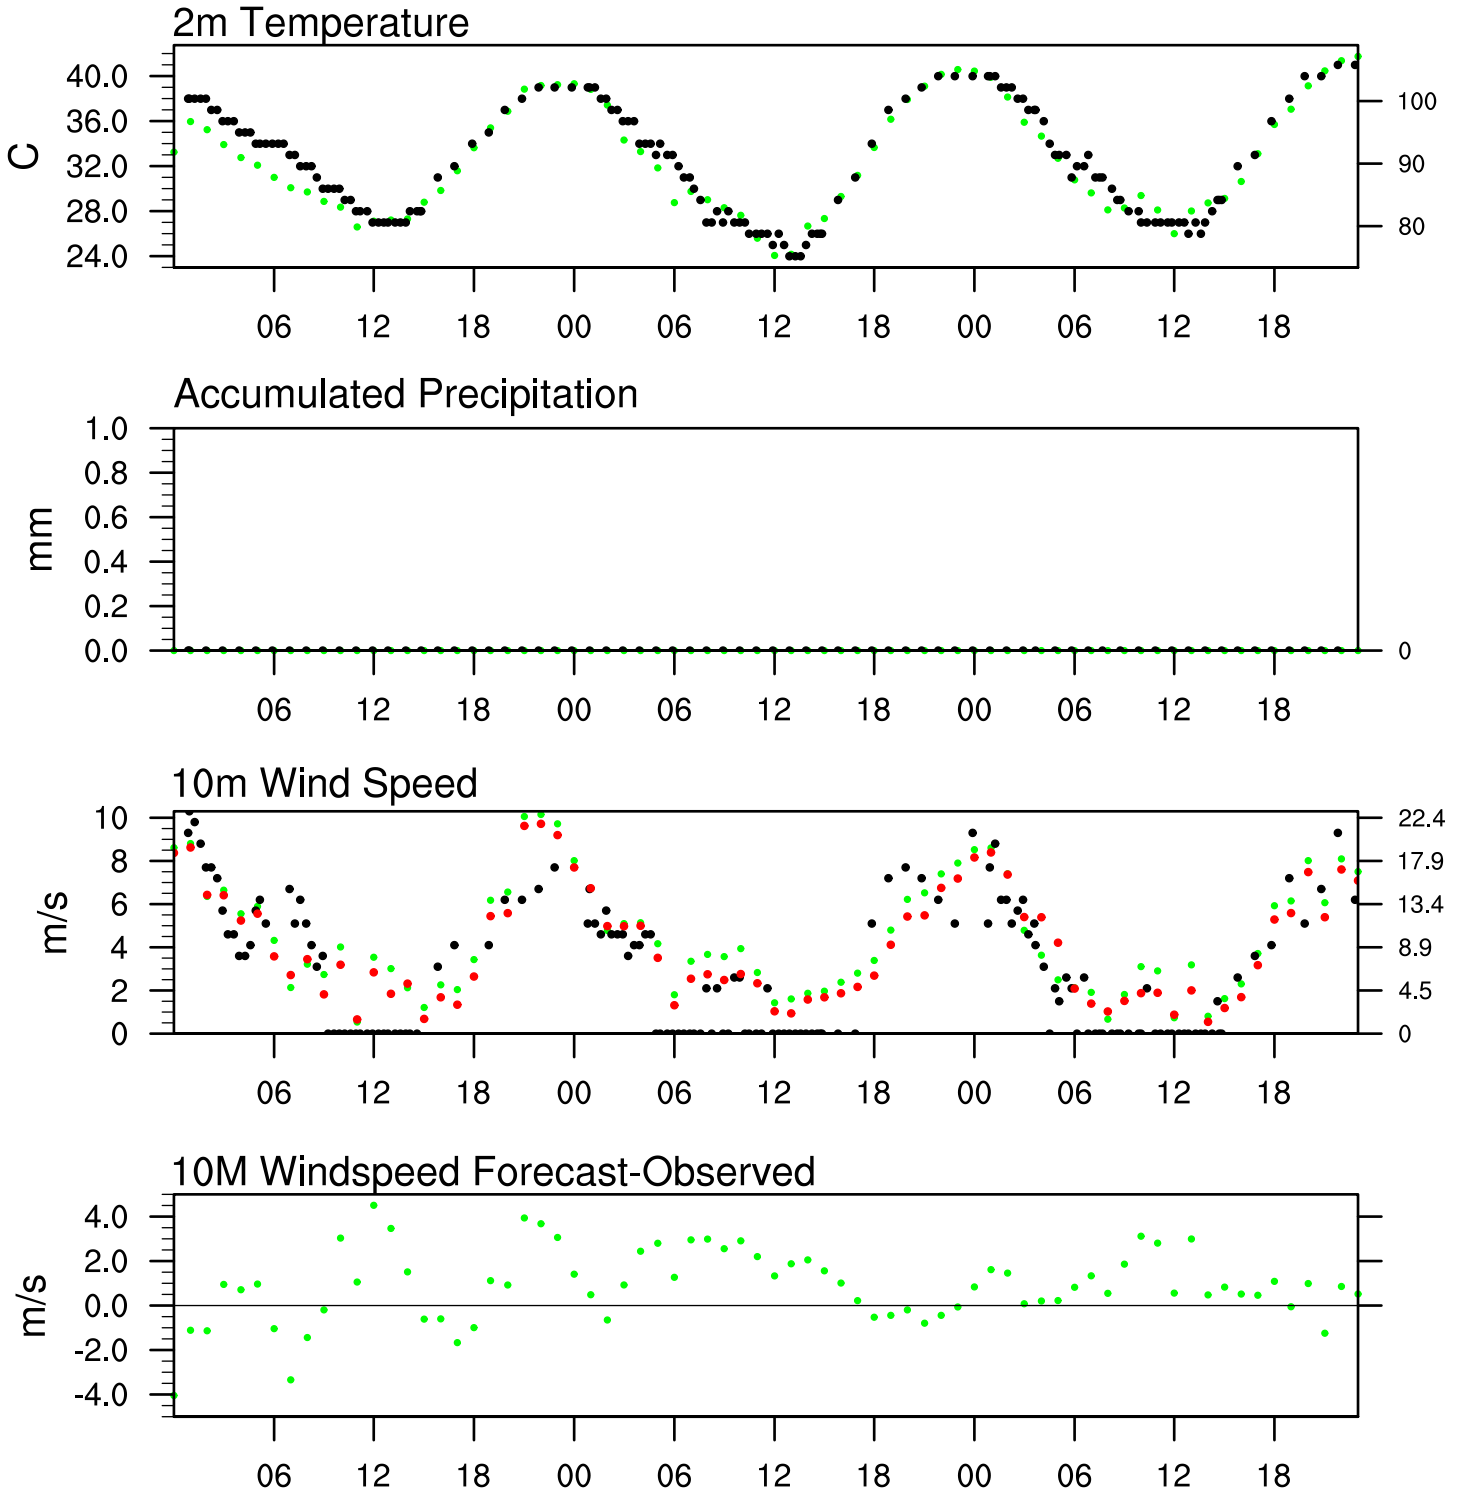 2m Temperature
40.0
36.0
32.0
28.0
24.0
C
100
90
80
06 12 18 00 06 12 18 00 06 12 18
Accumulated Precipitation
1.0
0.8
0.6
0.4
0.2
0.0
mm
0
06 12 18 00 06 12 18 00 06 12 18
10m Wind Speed
10
8
6
4
2
0
m/s
22.4
17.9
13.4
8.9
4.5
0
06 12 18 00 06 12 18 00 06 12 18
10M Windspeed Forecast-Observed
4.0
2.0
0.0
-2.0
-4.0
m/s
06 12 18 00 06 12 18 00 06 12 18